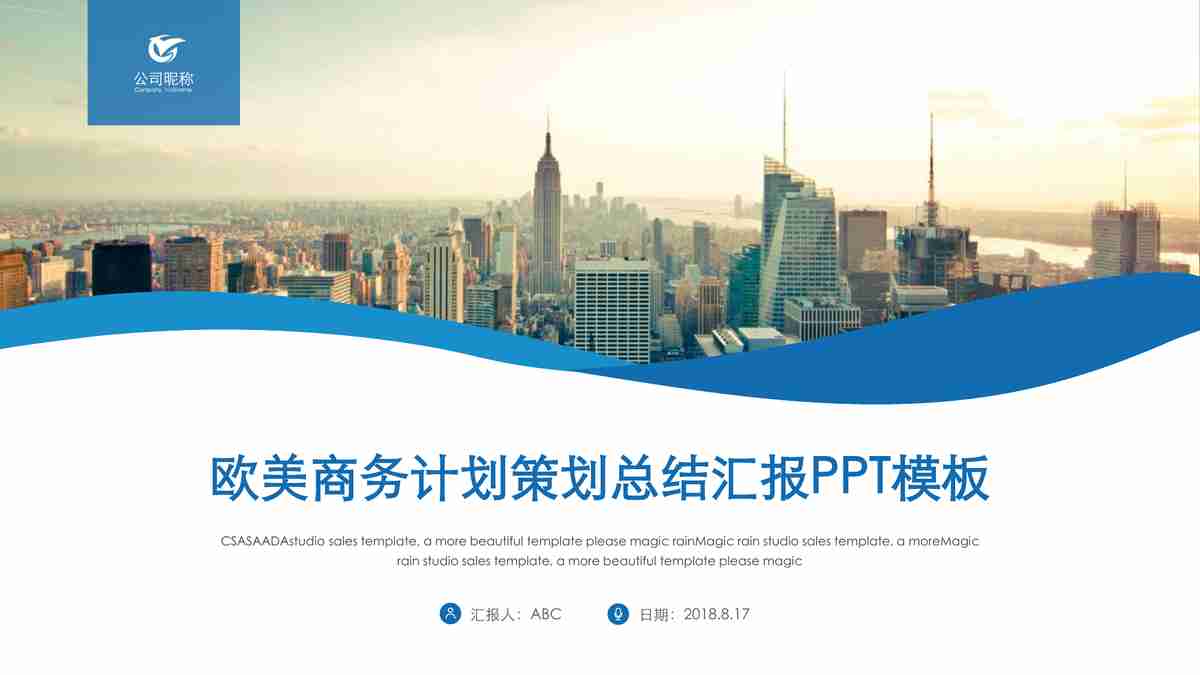 公司昵称
欧美商务计划策划总结汇报PPT模板
CSASAADAstudio sales template, a more beautiful template please magic rainMagic rain studio sales template. a moreMagic
rain studio sales template. a more beautiful template please magic
汇报人：ABC
日期：2018.8.17